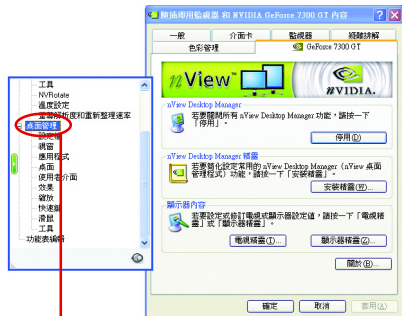 隨插即用監視器 和 NVIDIA GeForce 7300 GT 內容
一般
介面卡
監視器
疑難排解
色彩管理
GeForce 7300 GT
nView
NVIDIA.
nView Desktop Manager
若要關閉所有 nView Desktop Manager 功能，請按一下「停用」。
停用(D)
nView Desktop Manager 精靈
若要簡化設定常用的 nView Desktop Manager (nView 桌面管理程式) 功能，請按一下「安裝精靈」。
安裝精靈(W)...
顯示器內容
若要設定或修訂電視或顯示器設定值，請按一下「電視精靈」或「顯示器精靈」。
電視精靈(T)...
顯示器精靈(Z)...
關於(B)...
確定
取消
套用(A)
工具
NVRotate
溫度設定
螢幕解析度和重新整理速率
桌面管理
設定檔
視窗
應用程式
桌面
使用者介面
效果
縮放
快速鍵
滑鼠
工具
功能表編輯